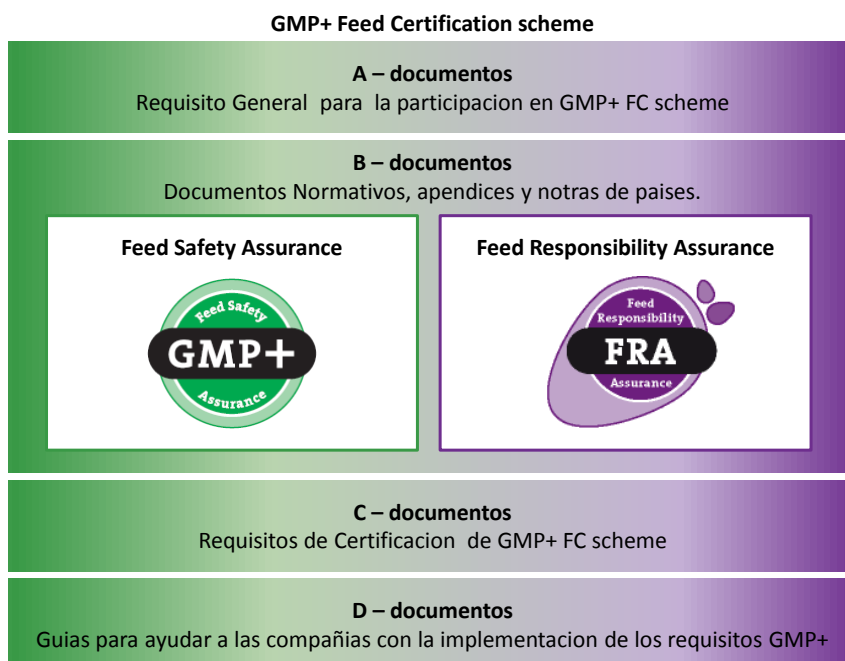 GMP+ Feed Certification scheme
A – documentos
Requisito General para la participacion en GMP+ FC scheme
B – documentos
Documentos Normativos, apendices y notras de paises.
Feed Safety Assurance
Feed Safety
GMP+
Assurance
Feed Responsibility Assurance
Feed
Responsibility
FRA
Assurance
C – documentos
Requisitos de Certificacion de GMP+ FC scheme
D – documentos
Guias para ayudar a las compañias con la implementacion de los requisitos GMP+